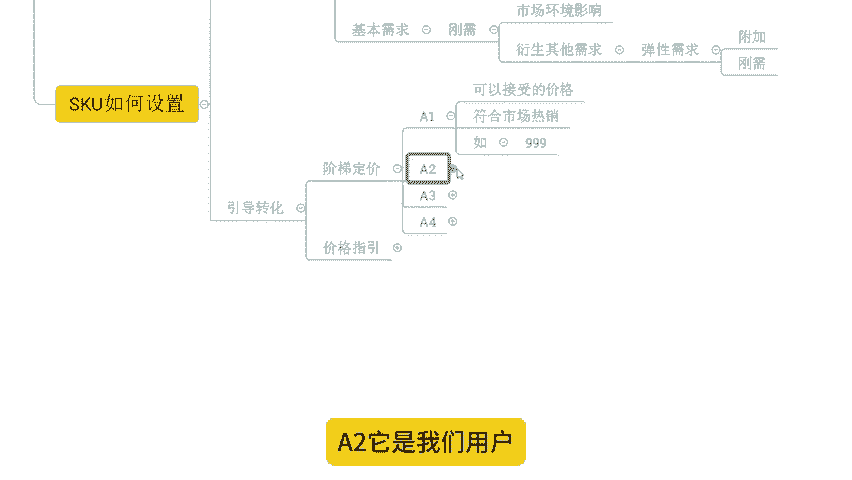 市场环境影响
基本需求 刚需
衍生其他需求 弹性需求
附加
刚需
SKU如何设置
可以接受的价格
A1 符合市场热销
如 999
阶梯定价 A2
A3
引导转化
A4
价格指引
A2它是我们用户